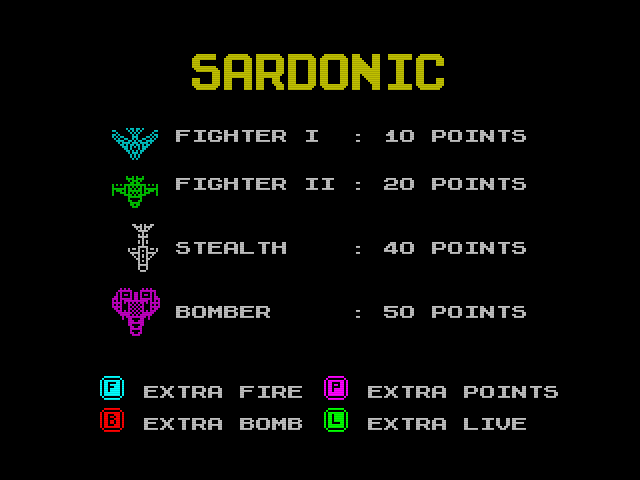 SARDONIC
FIGHTER I : 10 POINTS
FIGHTER II : 20 POINTS
STEALTH : 40 POINTS
BOMBER : 50 POINTS
F EXTRA FIRE P EXTRA POINTS
B EXTRA BOMB L EXTRA LIVE